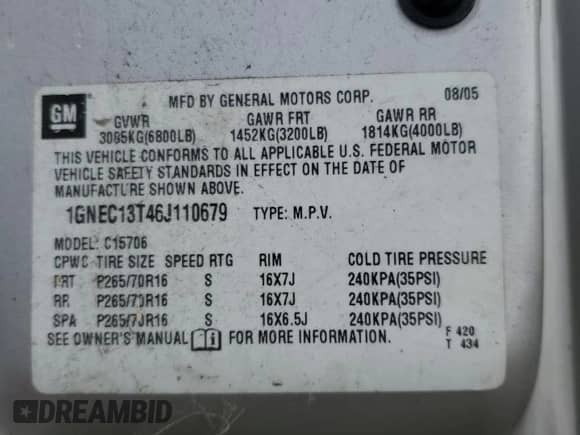 MFD BY GENERAL MOTORS CORP. 08/05
GM GVWR GAWR FRT GAWR RR
3085KG(6800LB) 1452KG(3200LB) 1814KG(4000LB)
THIS VEHICLE CONFORMS TO ALL APPLICABLE U.S. FEDERAL MOTOR
VEHICLE SAFETY STANDARDS IN EFFECT ON THE DATE OF
MANUFACTURE SHOWN ABOVE.
1GNEC13T46J110679 TYPE: M.P.V.
MODEL: C15706
CPWC TIRE SIZE SPEED RTG RIM COLD TIRE PRESSURE
FRT P265/70R16 S 16X7J 240KPA(35PSI)
RR P265/70R16 S 16X7J 240KPA(35PSI)
SPA P265/70R16 S 16X6.5J 240KPA(35PSI)
SEE OWNER'S MANUAL i FOR MORE INFORMATION.
F 420
T 434
DREAMBID